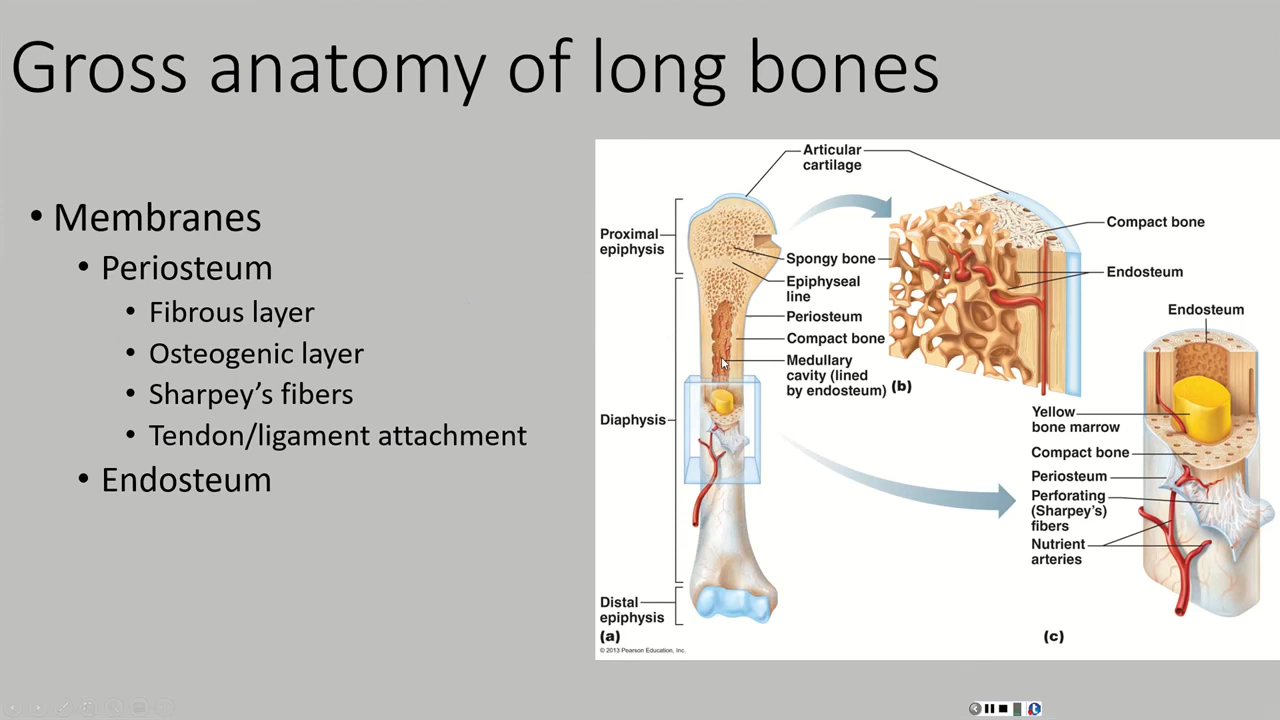 Gross anatomy of long bones
• Membranes
• Periosteum
• Fibrous layer
• Osteogenic layer
• Sharpey's fibers
• Tendon/ligament attachment
• Endosteum
Articular
cartilage
Proximal
epiphysis
Spongy bone
Epiphyseal
line
Periosteum
Compact bone
Medullary
cavity (lined
by endosteum)
Diaphysis
Distal
epiphysis
(a)
© 2013 Pearson Education, Inc.
Compact bone
Endosteum
(b)
Endosteum
Yellow
bone marrow
Compact bone
Periosteum
Perforating
(Sharpey's)
fibers
Nutrient
arteries
(c)